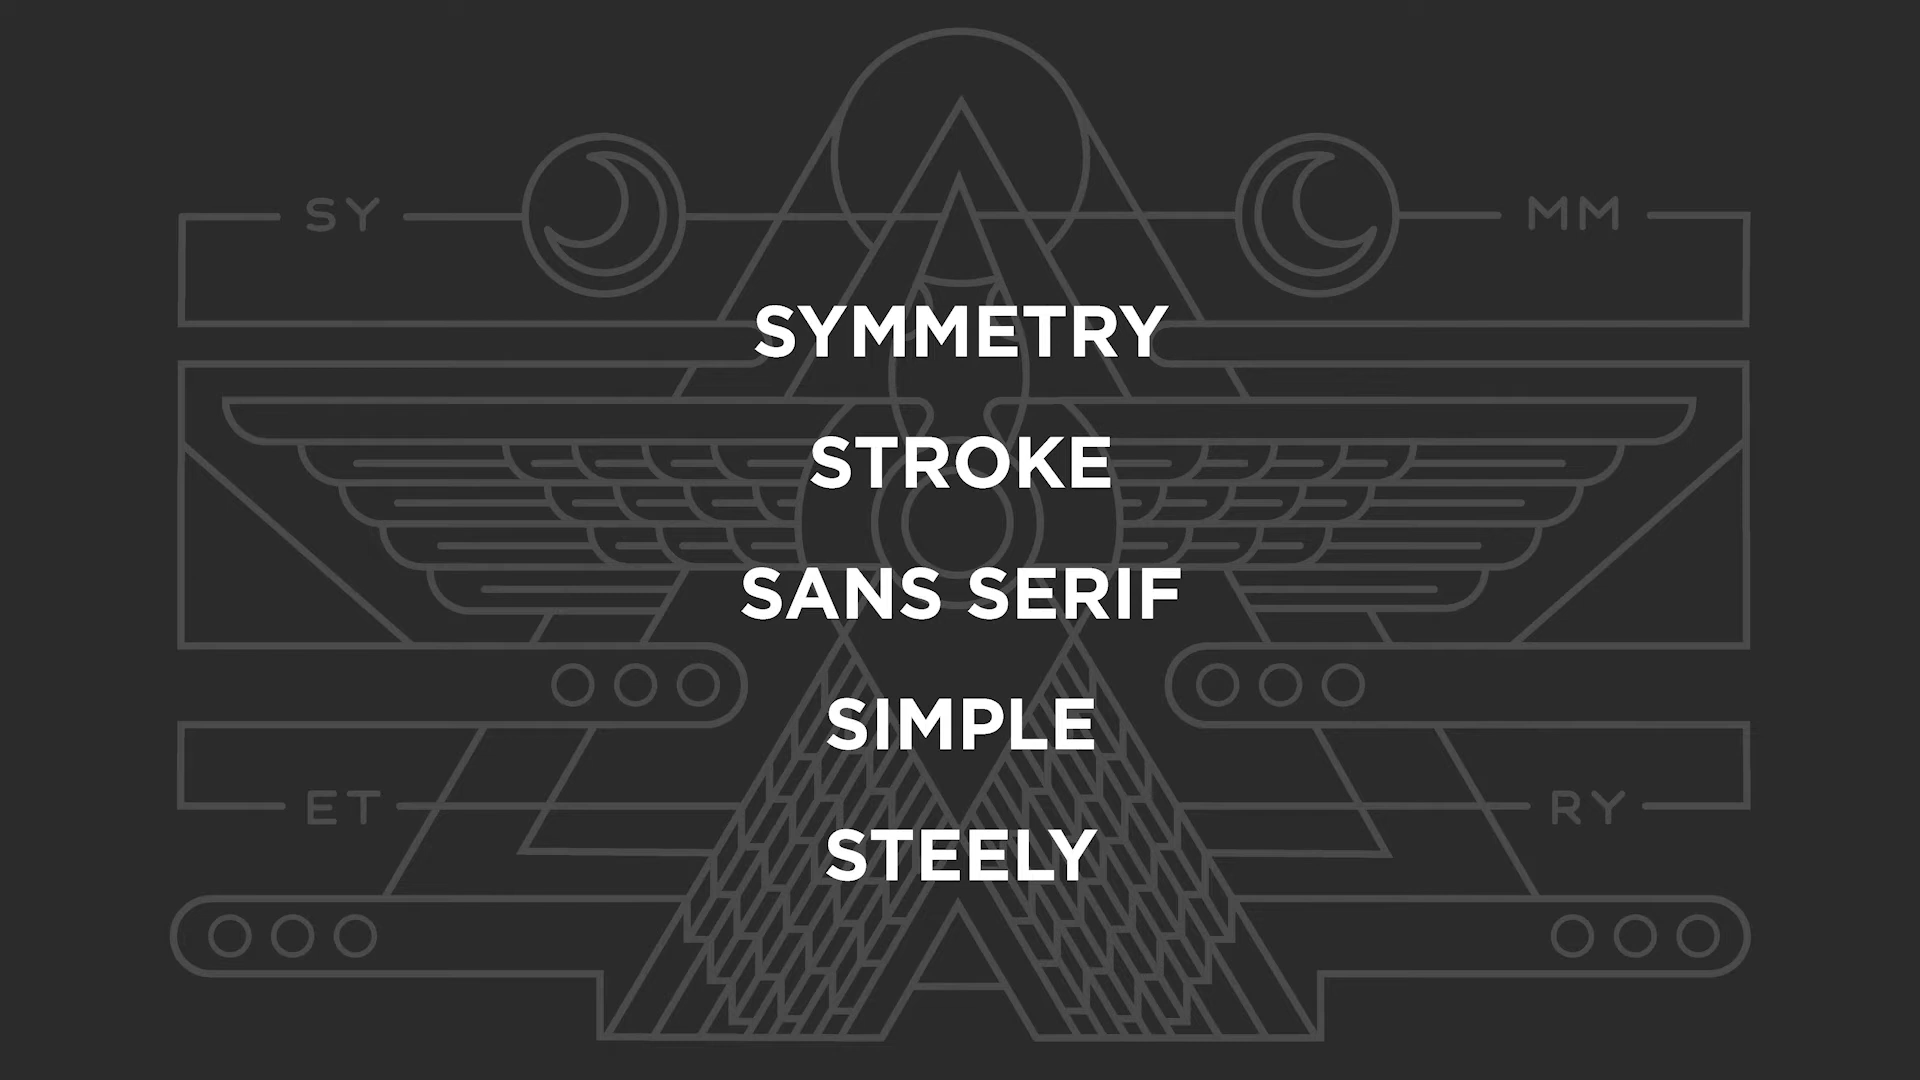 SY MM
SYMMETRY
STROKE
SANS SERIF
SIMPLE
ET RY
STEELY